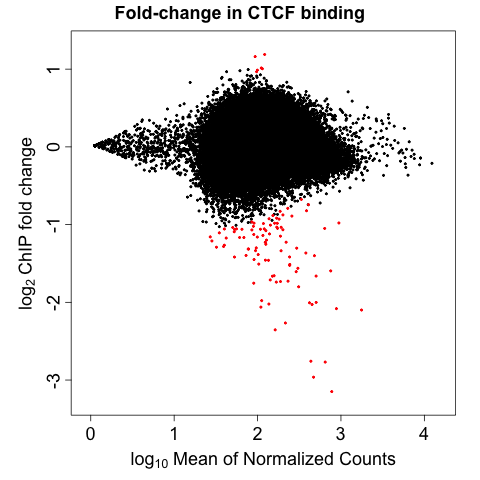 Fold-change in CTCF binding
log₂ ChIP fold change
1
0
-1
-2
-3
0 1 2 3 4
log₁₀ Mean of Normalized Counts